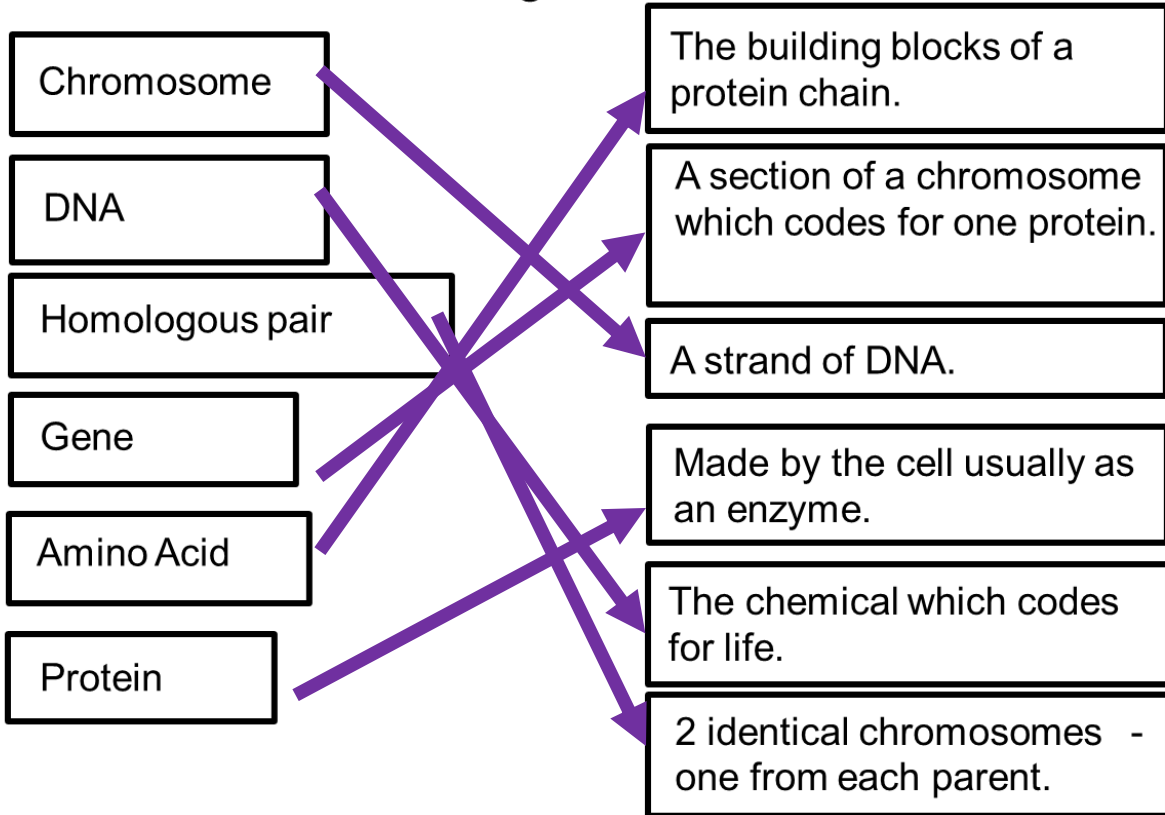 Chromosome
DNA
Homologous pair
Gene
Amino Acid
Protein
The building blocks of a
protein chain.
A section of a chromosome
which codes for one protein.
A strand of DNA.
Made by the cell usually as
an enzyme.
The chemical which codes
for life.
2 identical chromosomes -
one from each parent.